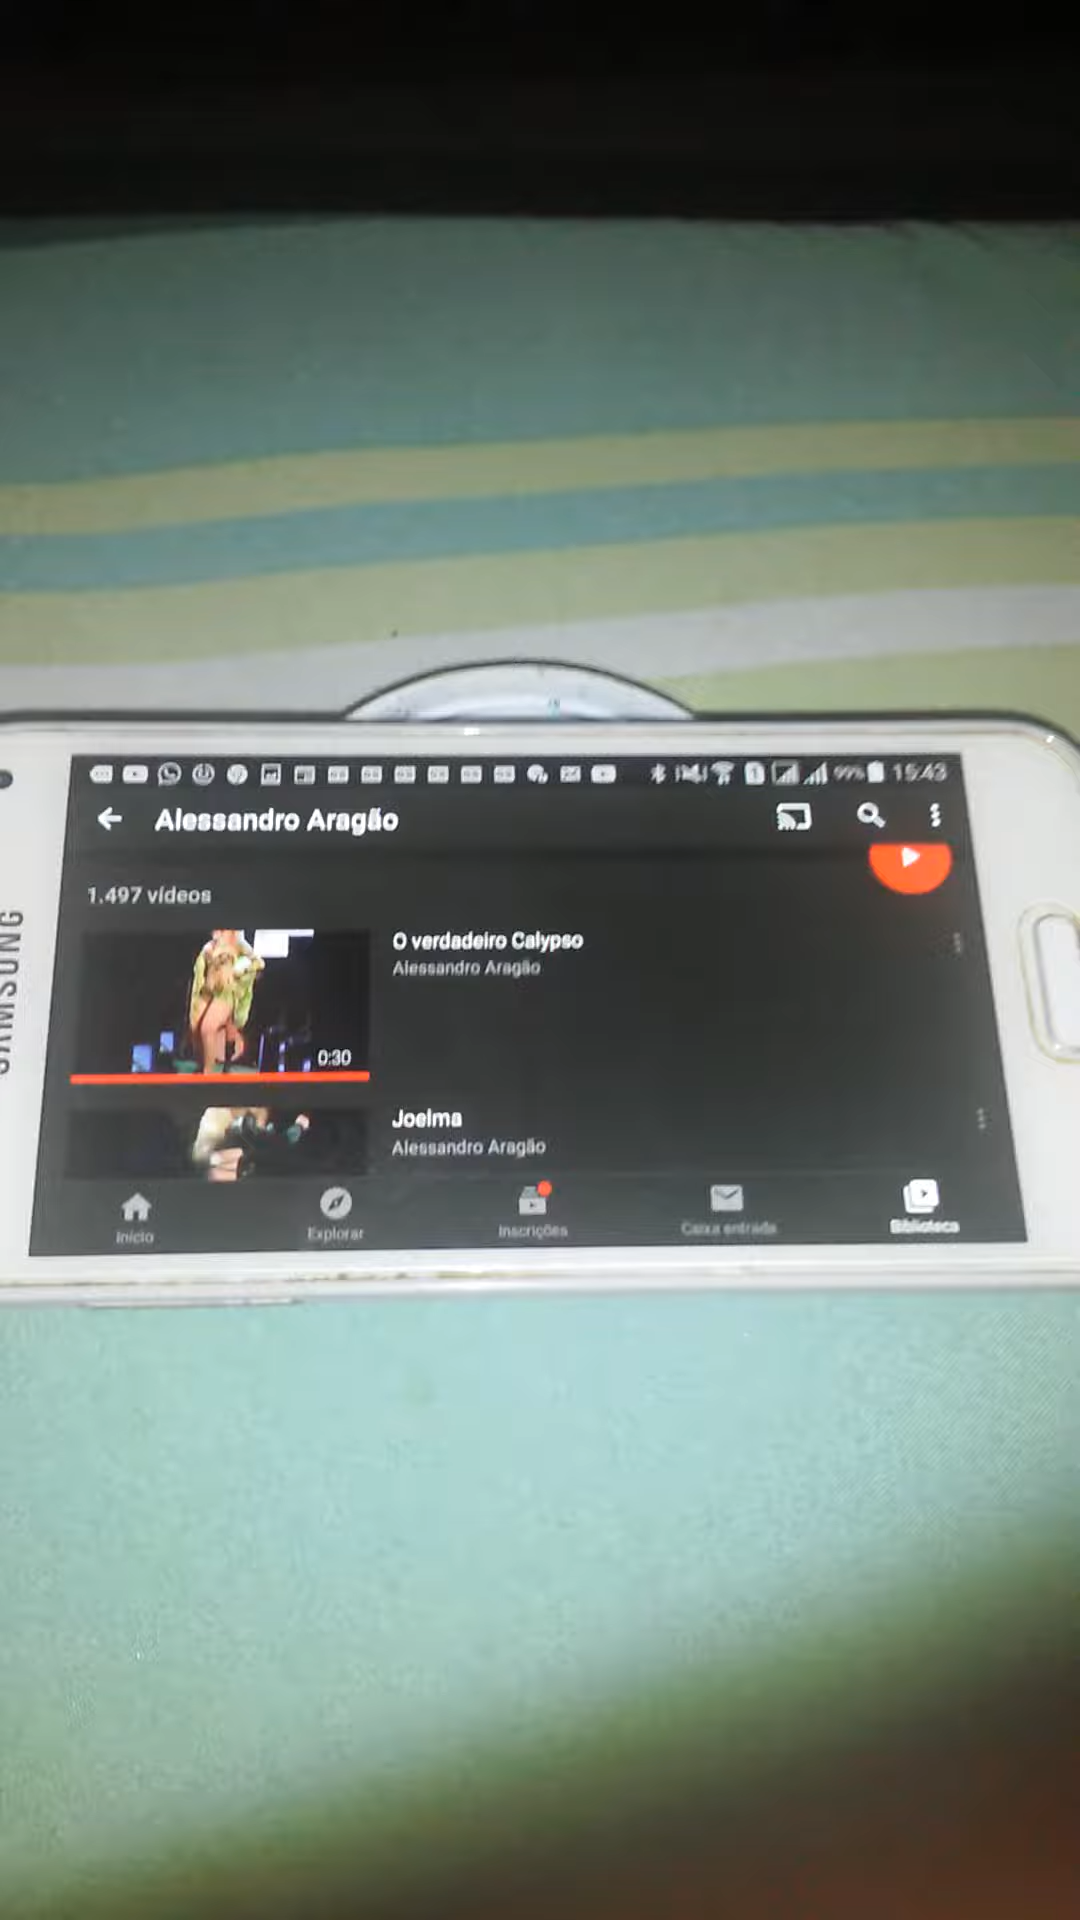 99% 15:43
Alessandro Aragão
1.497 vídeos
O verdadeiro Calypso
Alessandro Aragão
0:30
Joelma
Alessandro Aragão
Início
Explorar
Inscrições
Caixa entrada
Biblioteca
SAMSUNG